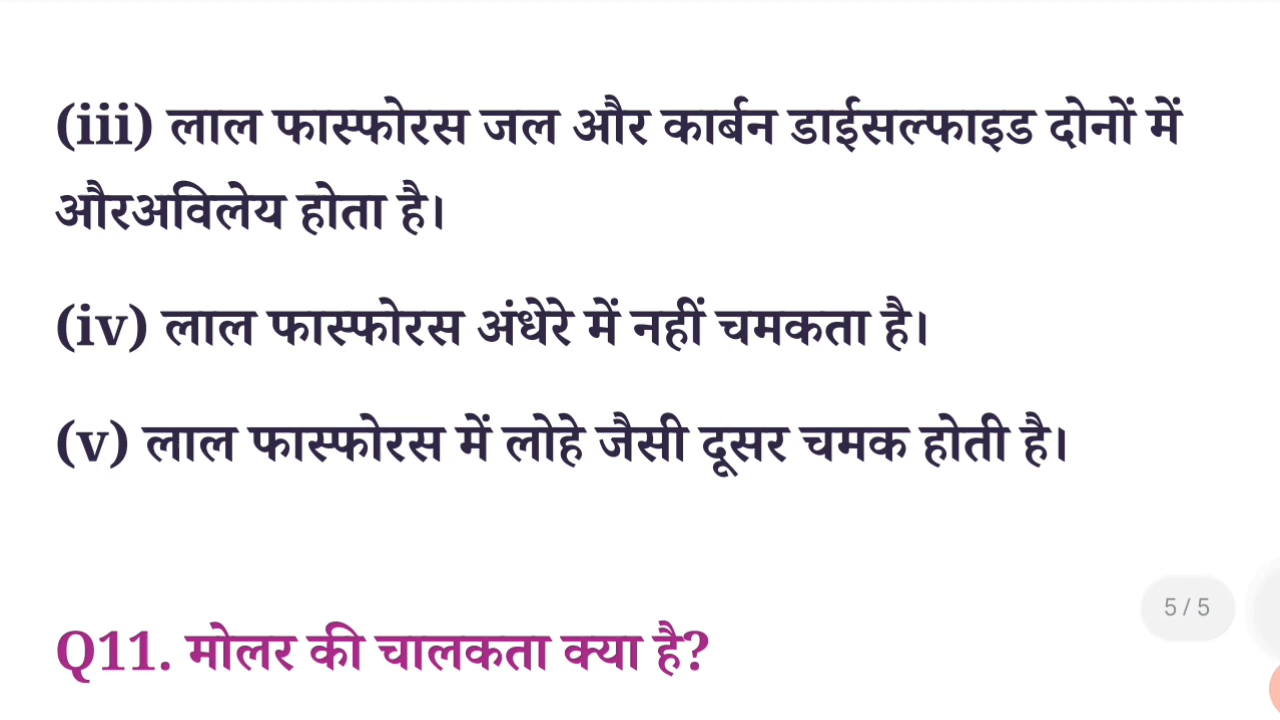 (iii) लाल फास्फोरस जल और कार्बन डाईसल्फाइड दोनों में
औरअविलेय होता है।
(iv) लाल फास्फोरस अंधेरे में नहीं चमकता है।
(v) लाल फास्फोरस में लोहे जैसी दूसर चमक होती है।
5 / 5
Q11. मोलर की चालकता क्या है?